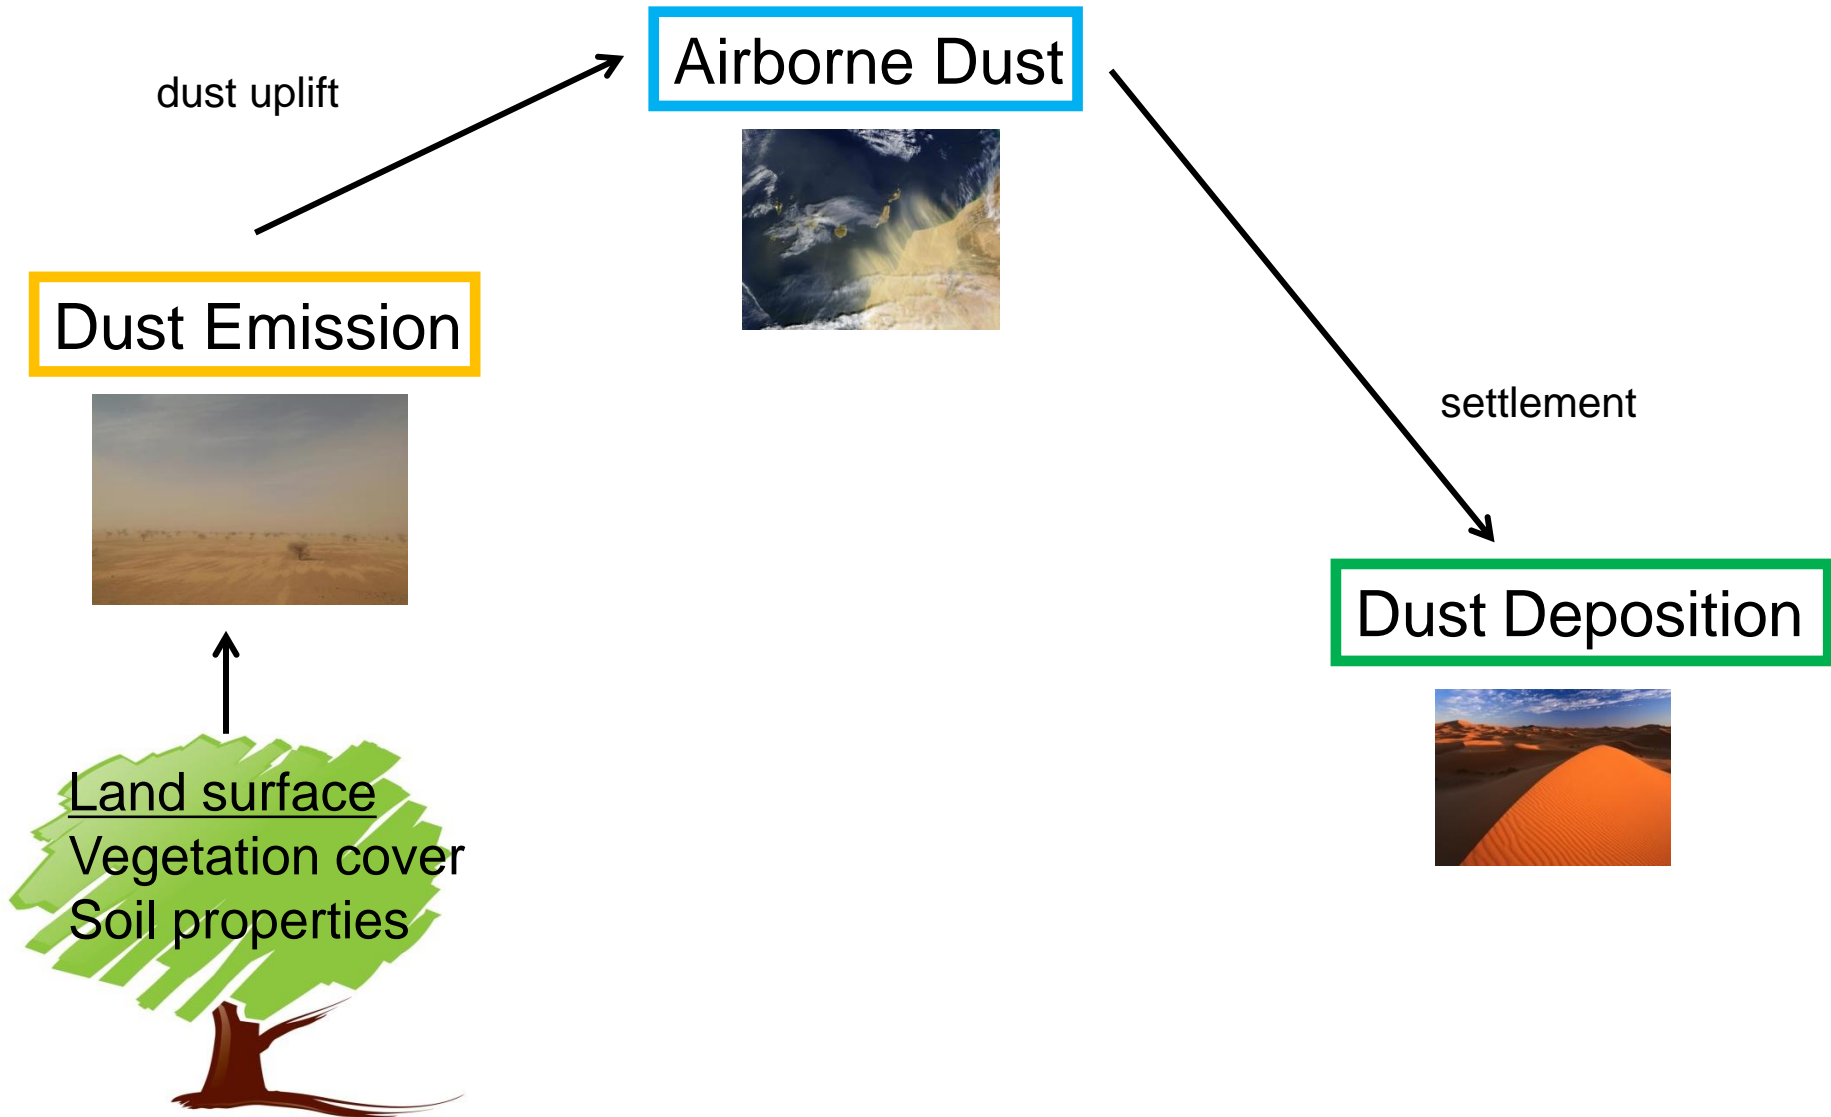 Airborne Dust
dust uplift
Dust Emission
settlement
Dust Deposition
Land surface
Vegetation cover
Soil properties